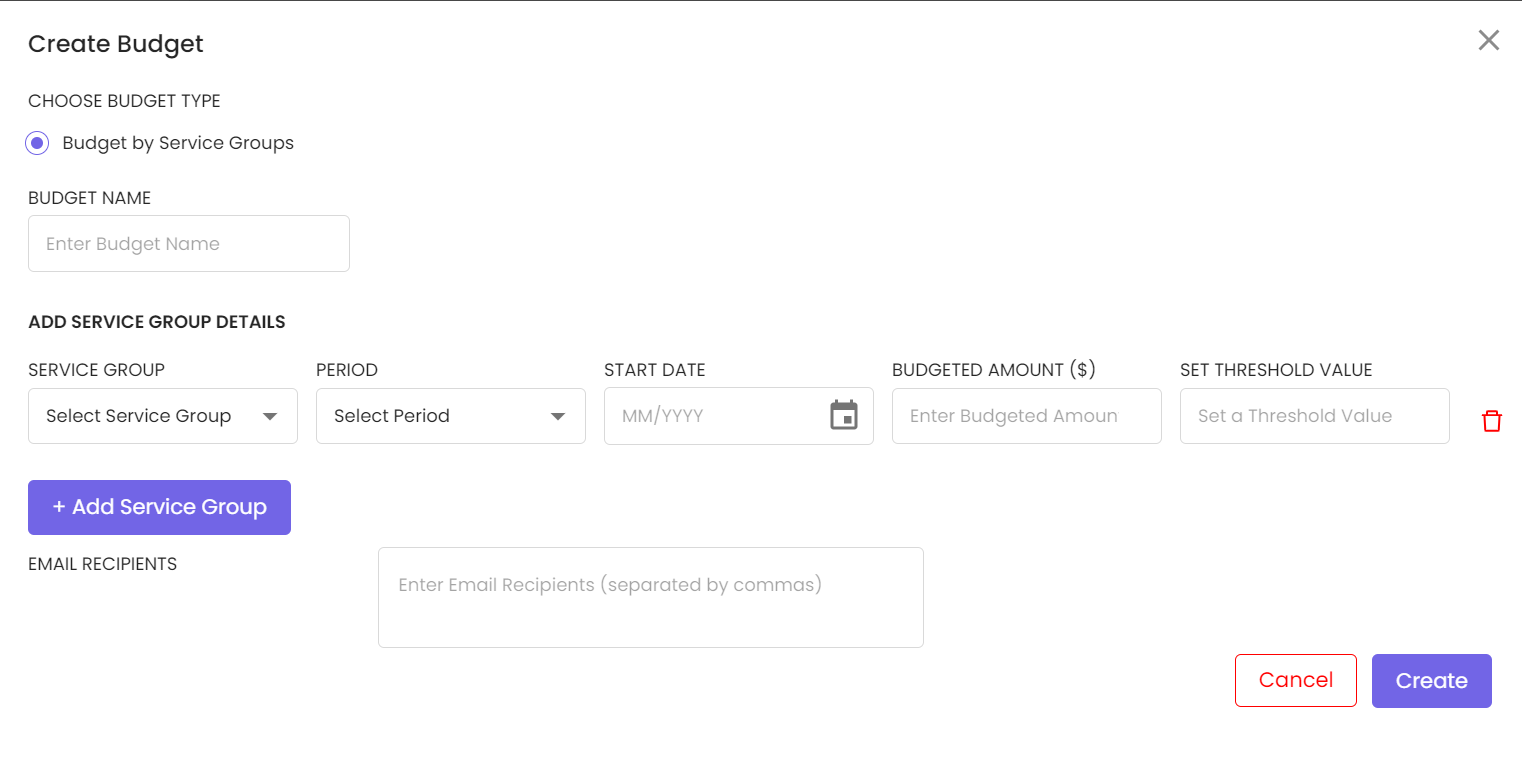 Create Budget
CHOOSE BUDGET TYPE
Budget by Service Groups
BUDGET NAME
Enter Budget Name
ADD SERVICE GROUP DETAILS
SERVICE GROUP PERIOD START DATE BUDGETED AMOUNT ($) SET THRESHOLD VALUE
Select Service Group Select Period MM/YYYY Enter Budgeted Amoun Set a Threshold Value
+ Add Service Group
EMAIL RECIPIENTS
Enter Email Recipients (separated by commas)
Cancel Create